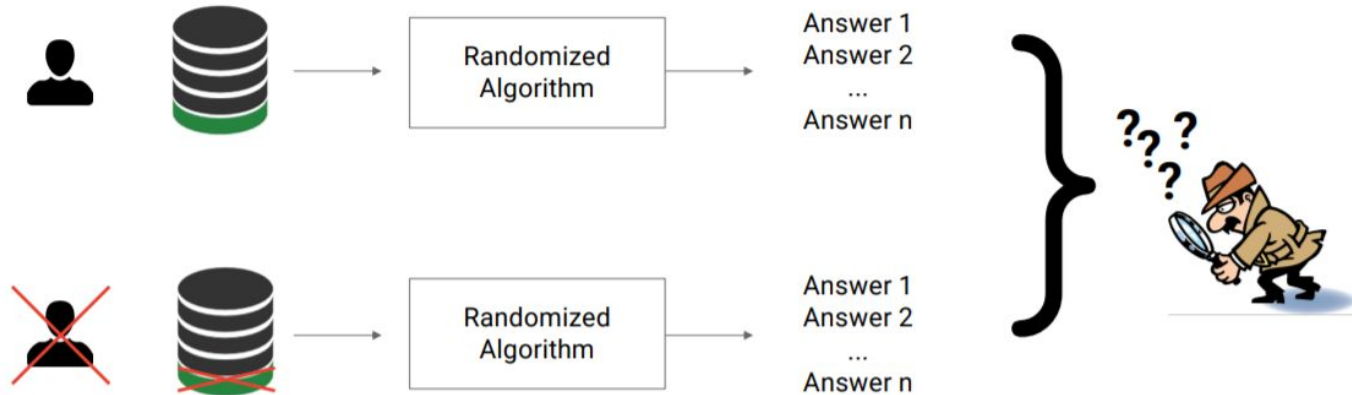 Randomized
Algorithm
Answer 1
Answer 2
...
Answer n
? ? ? ?
Randomized
Algorithm
Answer 1
Answer 2
...
Answer n